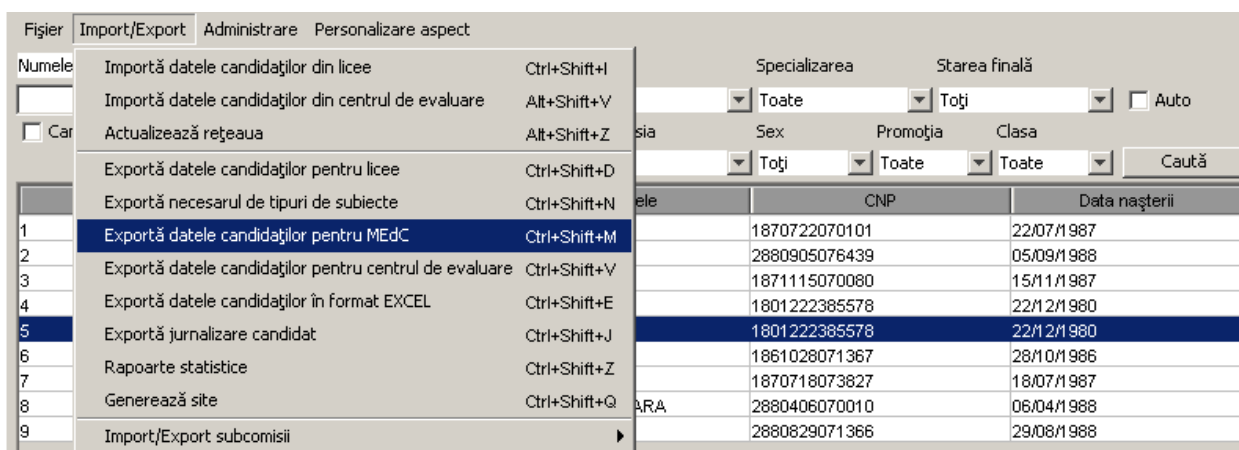 Fişier Import/Export Administrare Personalizare aspect
Numele Specializarea Starea finală
Importă datele candidaţilor din licee Ctrl+Shift+I
Toate Toţi Auto
Importă datele candidaţilor din centrul de evaluare Alt+Shift+V
Car sia Sex Promoţia Clasa
Actualizează reţeaua Alt+Shift+Z
Toţi Toate Toate Caută
Exportă datele candidaţilor pentru licee Ctrl+Shift+D
Exportă necesarul de tipuri de subiecte Ctrl+Shift+N
ele CNP Data naşterii
Exportă datele candidaţilor pentru MEdC Ctrl+Shift+M
1 1870722070101 22/07/1987
2 2880905076439 05/09/1988
Exportă datele candidaţilor pentru centrul de evaluare Ctrl+Shift+V
3 1871115070080 15/11/1987
Exportă datele candidaţilor în format EXCEL Ctrl+Shift+E
4 1801222385578 22/12/1980
Exportă jurnalizare candidat Ctrl+Shift+J
5 1801222385578 22/12/1980
6 1861028071367 28/10/1986
Rapoarte statistice Ctrl+Shift+Z
7 1870718073827 18/07/1987
Generează site Ctrl+Shift+Q
8 ARA 2880406070010 06/04/1988
9 2880829071366 29/08/1988
Import/Export subcomisii